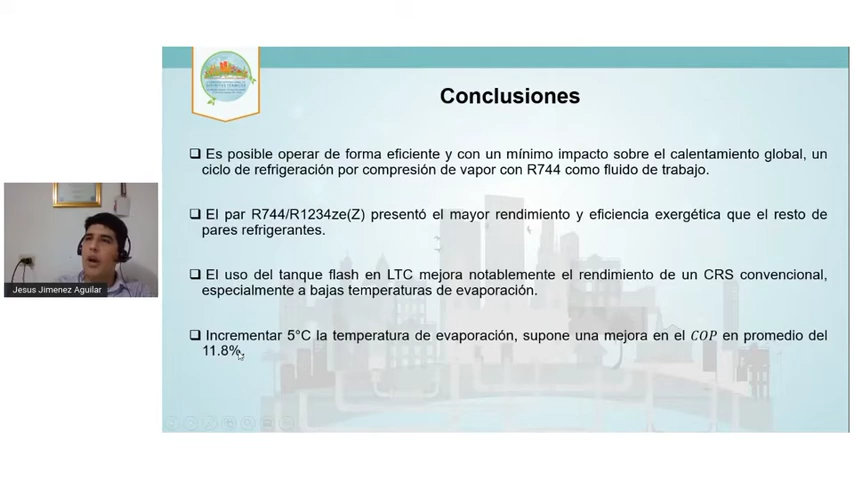 Conclusiones
❑ Es posible operar de forma eficiente y con un mínimo impacto sobre el calentamiento global, un
ciclo de refrigeración por compresión de vapor con R744 como fluido de trabajo.
❑ El par R744/R1234ze(Z) presentó el mayor rendimiento y eficiencia exergética que el resto de
pares refrigerantes.
❑ El uso del tanque flash en LTC mejora notablemente el rendimiento de un CRS convencional,
especialmente a bajas temperaturas de evaporación.
❑ Incrementar 5°C la temperatura de evaporación, supone una mejora en el COP en promedio del
11.8%.
Jesus Jimenez Aguilar